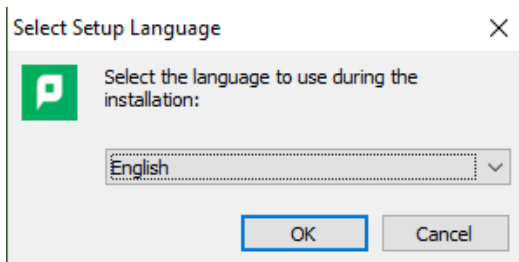 Select Setup Language
Select the language to use during the
installation:
English
OK
Cancel